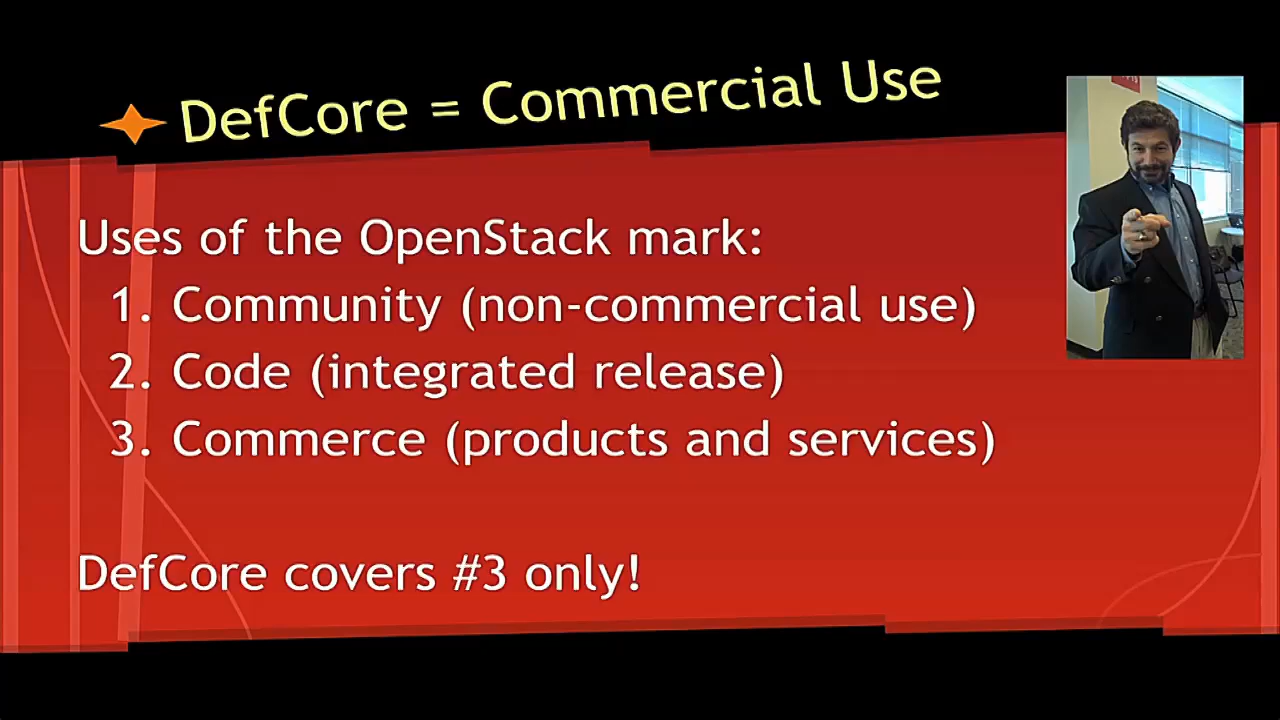 DefCore = Commercial Use
Uses of the OpenStack mark:
1. Community (non-commercial use)
2. Code (integrated release)
3. Commerce (products and services)
DefCore covers #3 only!